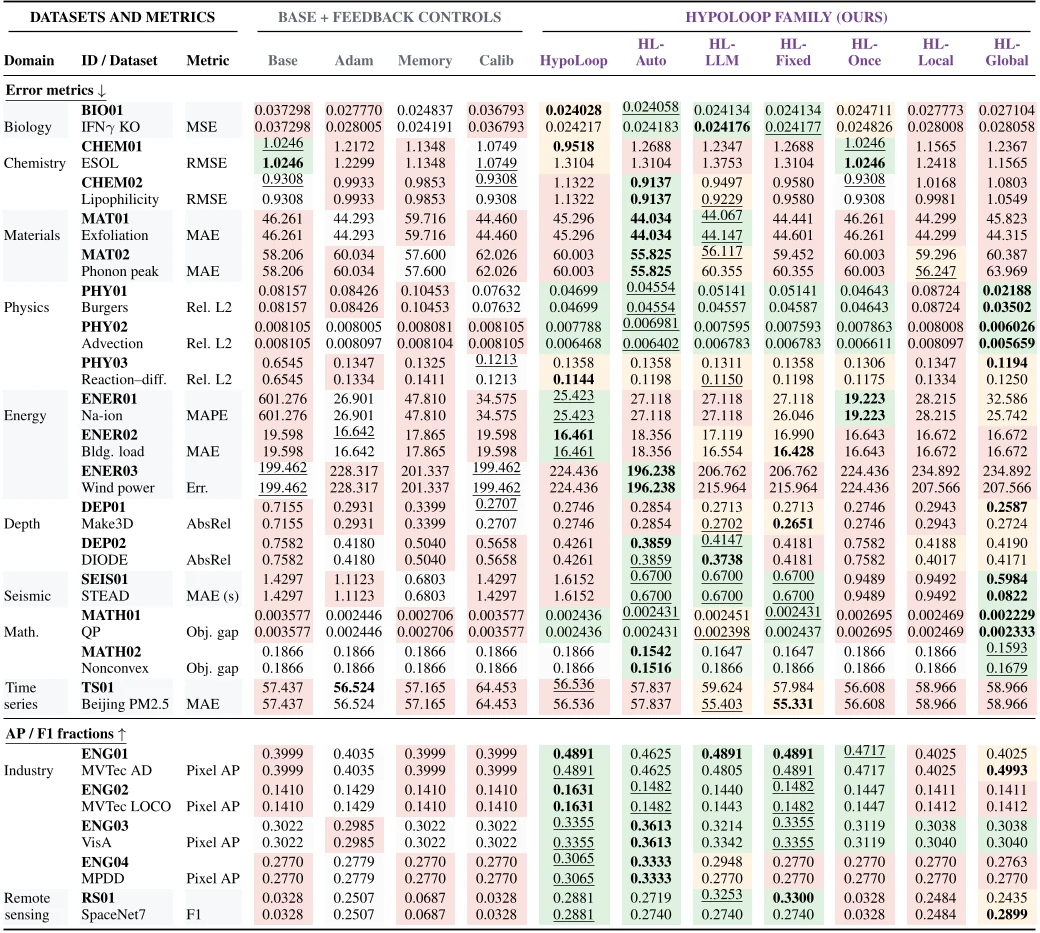 DATASETS AND METRICS BASE + FEEDBACK CONTROLS HYPOLOOP FAMILY (OURS)
HL- HL- HL- HL- HL- HL-
Domain ID / Dataset Metric Base Adam Memory Calib HypoLoop Auto LLM Fixed Once Local Global
Error metrics ↓
BIO01 0.037298 0.027770 0.024837 0.036793 0.024028 0.024058 0.024134 0.024134 0.024711 0.027773 0.027104
Biology IFNγ KO MSE 0.037298 0.028005 0.024191 0.036793 0.024217 0.024183 0.024176 0.024177 0.024826 0.028008 0.028058
CHEM01 1.0246 1.2172 1.1348 1.0749 0.9518 1.2688 1.2347 1.2688 1.0246 1.1565 1.2367
Chemistry ESOL RMSE 1.0246 1.2299 1.1348 1.0749 1.3104 1.3104 1.3753 1.3104 1.0246 1.2418 1.1565
CHEM02 0.9308 0.9933 0.9853 0.9308 1.1322 0.9137 0.9497 0.9580 0.9308 1.0168 1.0803
Lipophilicity RMSE 0.9308 0.9933 0.9853 0.9308 1.1322 0.9137 0.9229 0.9580 0.9308 0.9981 1.0549
MAT01 46.261 44.293 59.716 44.460 45.296 44.034 44.067 44.441 46.261 44.299 45.823
Materials Exfoliation MAE 46.261 44.293 59.716 44.460 45.296 44.034 44.147 44.601 46.261 44.299 44.315
MAT02 58.206 60.034 57.600 62.026 60.003 55.825 56.117 59.452 60.003 59.296 60.387
Phonon peak MAE 58.206 60.034 57.600 62.026 60.003 55.825 60.355 60.355 60.003 56.247 63.969
PHY01 0.08157 0.08426 0.10453 0.07632 0.04699 0.04554 0.05141 0.05141 0.04643 0.08724 0.02188
Physics Burgers Rel. L2 0.08157 0.08426 0.10453 0.07632 0.04699 0.04554 0.04557 0.04587 0.04643 0.08724 0.03502
PHY02 0.008105 0.008005 0.008081 0.008105 0.007788 0.006981 0.007595 0.007593 0.007863 0.008008 0.006026
Advection Rel. L2 0.008105 0.008097 0.008104 0.008105 0.006468 0.006402 0.006783 0.006783 0.006611 0.008097 0.005659
PHY03 0.6545 0.1347 0.1325 0.1213 0.1358 0.1358 0.1311 0.1358 0.1306 0.1347 0.1194
Reaction–diff. Rel. L2 0.6545 0.1334 0.1411 0.1213 0.1144 0.1198 0.1150 0.1198 0.1175 0.1334 0.1250
ENER01 601.276 26.901 47.810 34.575 25.423 27.118 27.118 27.118 19.223 28.215 32.586
Energy Na-ion MAPE 601.276 26.901 47.810 34.575 25.423 27.118 27.118 26.046 19.223 28.215 25.742
ENER02 19.598 16.642 17.865 19.598 16.461 18.356 17.119 16.990 16.643 16.672 16.672
Bldg. load MAE 19.598 16.642 17.865 19.598 16.461 18.356 16.554 16.428 16.643 16.672 16.672
ENER03 199.462 228.317 201.337 199.462 224.436 196.238 206.762 206.762 224.436 234.892 234.892
Wind power Err. 199.462 228.317 201.337 199.462 224.436 196.238 215.964 215.964 224.436 207.566 207.566
DEP01 0.7155 0.2931 0.3399 0.2707 0.2746 0.2854 0.2713 0.2713 0.2746 0.2943 0.2587
Depth Make3D AbsRel 0.7155 0.2931 0.3399 0.2707 0.2746 0.2854 0.2702 0.2651 0.2746 0.2943 0.2724
DEP02 0.7582 0.4180 0.5040 0.5658 0.4261 0.3859 0.4147 0.4181 0.7582 0.4188 0.4190
DIODE AbsRel 0.7582 0.4180 0.5040 0.5658 0.4261 0.3859 0.3738 0.4181 0.7582 0.4017 0.4171
SEIS01 1.4297 1.1123 0.6803 1.4297 1.6152 0.6700 0.6700 0.6700 0.9489 0.9492 0.5984
Seismic STEAD MAE (s) 1.4297 1.1123 0.6803 1.4297 1.6152 0.6700 0.6700 0.6700 0.9489 0.9492 0.0822
MATH01 0.003577 0.002446 0.002706 0.003577 0.002436 0.002431 0.002451 0.002431 0.002695 0.002469 0.002229
Math. QP Obj. gap 0.003577 0.002446 0.002706 0.003577 0.002436 0.002431 0.002398 0.002437 0.002695 0.002469 0.002333
MATH02 0.1866 0.1866 0.1866 0.1866 0.1866 0.1542 0.1647 0.1647 0.1866 0.1866 0.1593
Nonconvex Obj. gap 0.1866 0.1866 0.1866 0.1866 0.1866 0.1516 0.1866 0.1866 0.1866 0.1866 0.1679
Time TS01 57.437 56.524 57.165 64.453 56.536 57.837 59.624 57.984 56.608 58.966 58.966
series Beijing PM2.5 MAE 57.437 56.524 57.165 64.453 56.536 57.837 55.403 55.331 56.608 58.966 58.966
AP / F1 fractions ↑
ENG01 0.3999 0.4035 0.3999 0.3999 0.4891 0.4625 0.4891 0.4891 0.4717 0.4025 0.4025
Industry MVTec AD Pixel AP 0.3999 0.4035 0.3999 0.3999 0.4891 0.4625 0.4805 0.4891 0.4717 0.4025 0.4993
ENG02 0.1410 0.1429 0.1410 0.1410 0.1631 0.1482 0.1440 0.1482 0.1447 0.1411 0.1411
MVTec LOCO Pixel AP 0.1410 0.1429 0.1410 0.1410 0.1631 0.1482 0.1443 0.1482 0.1447 0.1412 0.1412
ENG03 0.3022 0.2985 0.3022 0.3022 0.3355 0.3613 0.3214 0.3355 0.3119 0.3038 0.3038
VisA Pixel AP 0.3022 0.2985 0.3022 0.3022 0.3355 0.3613 0.3342 0.3355 0.3119 0.3040 0.3040
ENG04 0.2770 0.2779 0.2770 0.2770 0.3065 0.3333 0.2948 0.2770 0.2770 0.2770 0.2763
MPDD Pixel AP 0.2770 0.2779 0.2770 0.2770 0.3065 0.3333 0.2770 0.2770 0.2770 0.2770 0.2770
Remote RS01 0.0328 0.2507 0.0687 0.0328 0.2881 0.2719 0.3253 0.3300 0.0328 0.2484 0.2435
sensing SpaceNet7 F1 0.0328 0.2507 0.0687 0.0328 0.2881 0.2740 0.2740 0.2740 0.0328 0.2484 0.2899